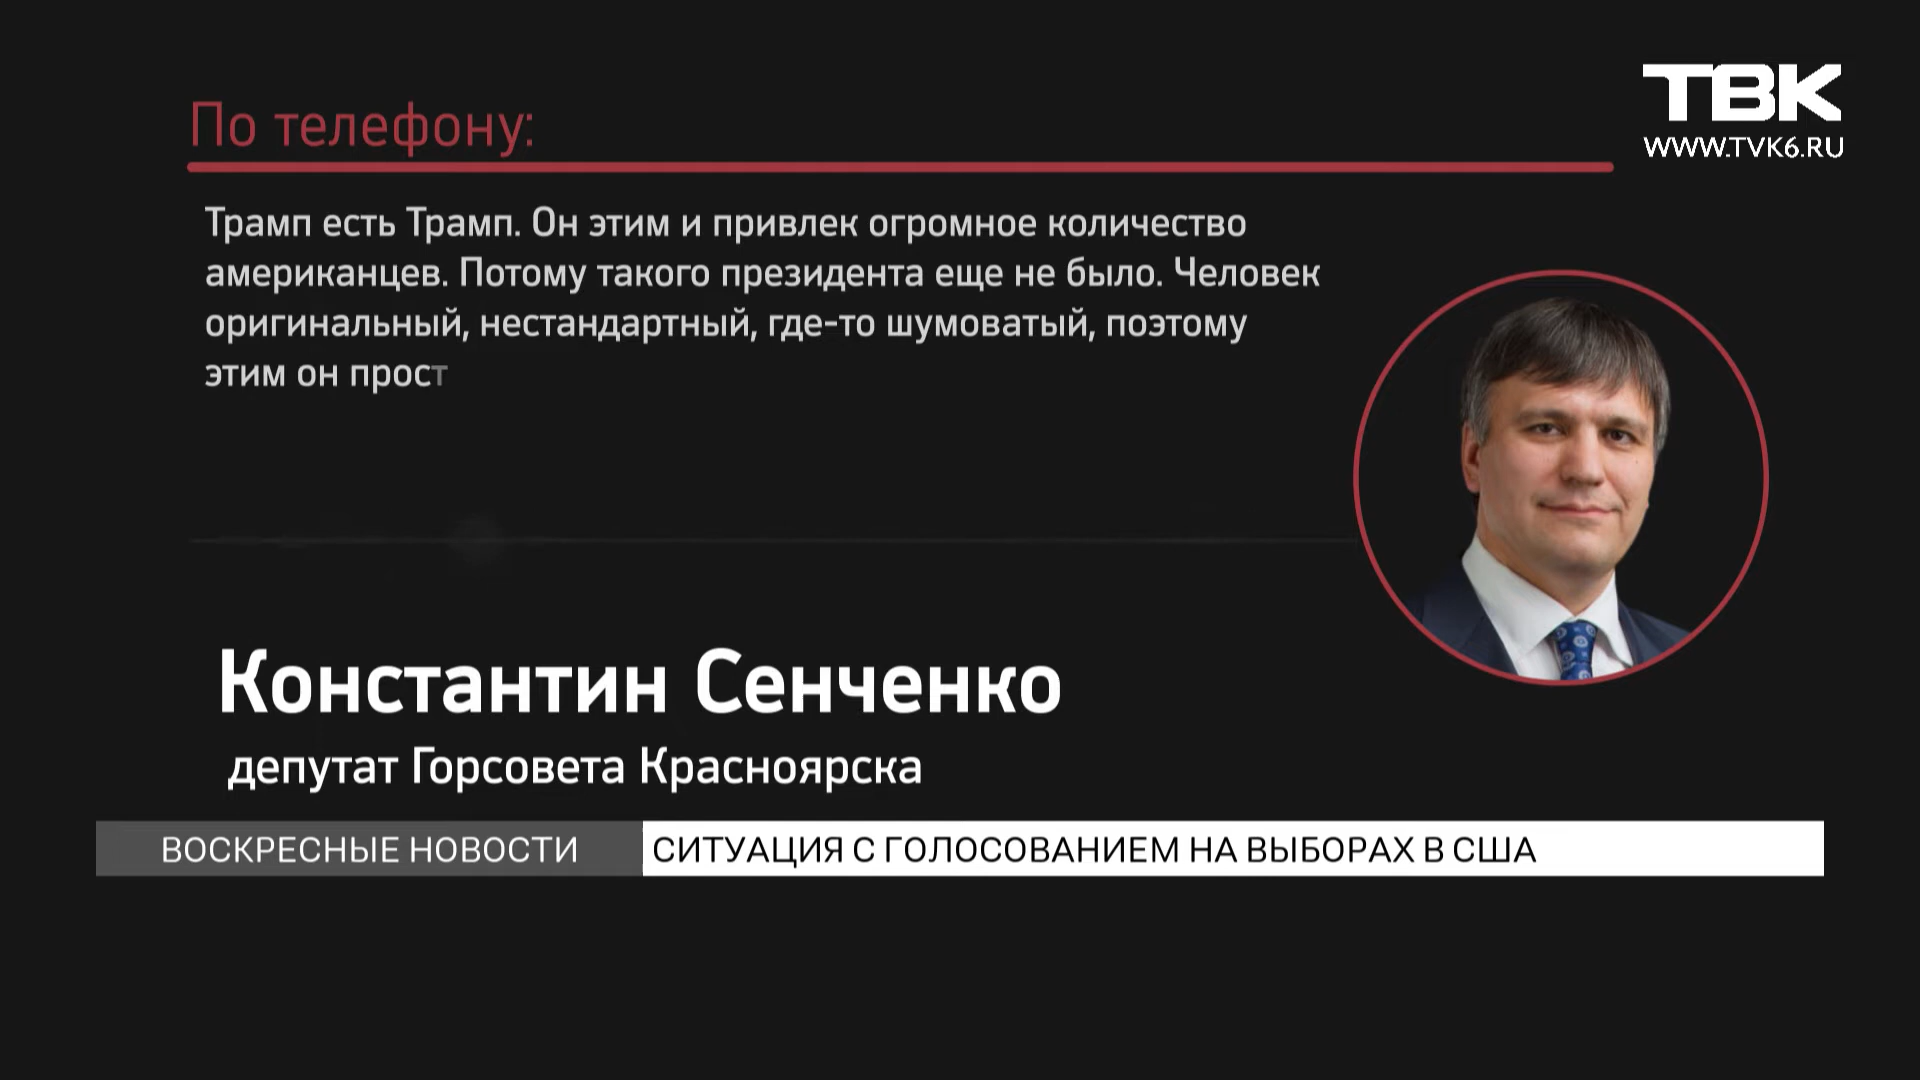 ТВК
WWW.TVK6.RU
По телефону:
Трамп есть Трамп. Он этим и привлек огромное количество
американцев. Потому такого президента еще не было. Человек
оригинальный, нестандартный, где-то шумоватый, поэтому
этим он прост
Константин Сенченко
депутат Горсовета Красноярска
ВОСКРЕСНЫЕ НОВОСТИ
СИТУАЦИЯ С ГОЛОСОВАНИЕМ НА ВЫБОРАХ В США